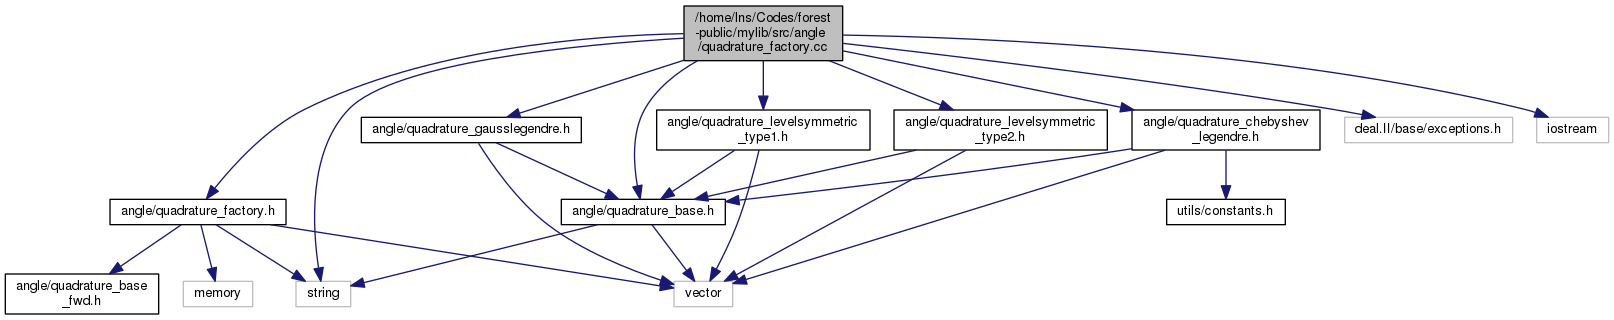 /home/lns/Codes/forest
-public/mylib/src/angle
/quadrature_factory.cc
angle/quadrature_gausslegendre.h
angle/quadrature_levelsymmetric
_type1.h
angle/quadrature_levelsymmetric
_type2.h
angle/quadrature_chebyshev
_legendre.h
deal.II/base/exceptions.h
iostream
angle/quadrature_factory.h
angle/quadrature_base.h
utils/constants.h
angle/quadrature_base
_fwd.h
memory
string
vector